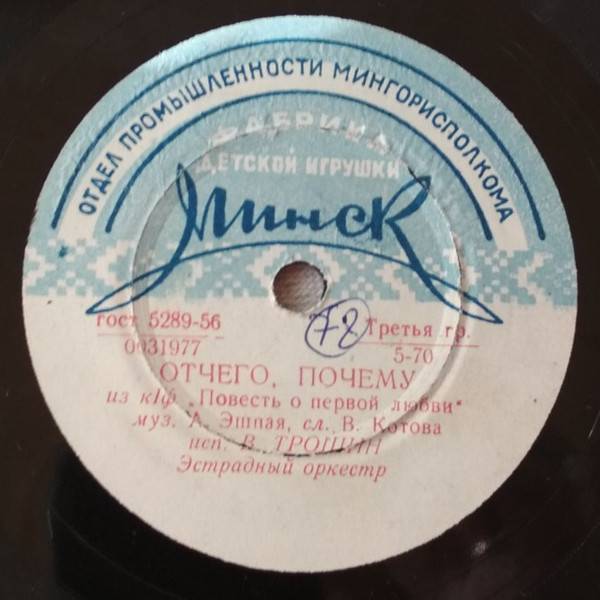 ОТДЕЛ ПРОМЫШЛЕННОСТИ МИНГОРИСПОЛКОМА
ФАБРИКА
ДЕТСКОЙ ИГРУШКИ
Минск
гост 5289-56
0031977
72
Третья гр.
5-70
ОТЧЕГО, ПОЧЕМУ
из к/ф „Повесть о первой любви"
муз. А. Эшпая, сл. В. Котова
исп. В. ТРОШИН
Эстрадный оркестр